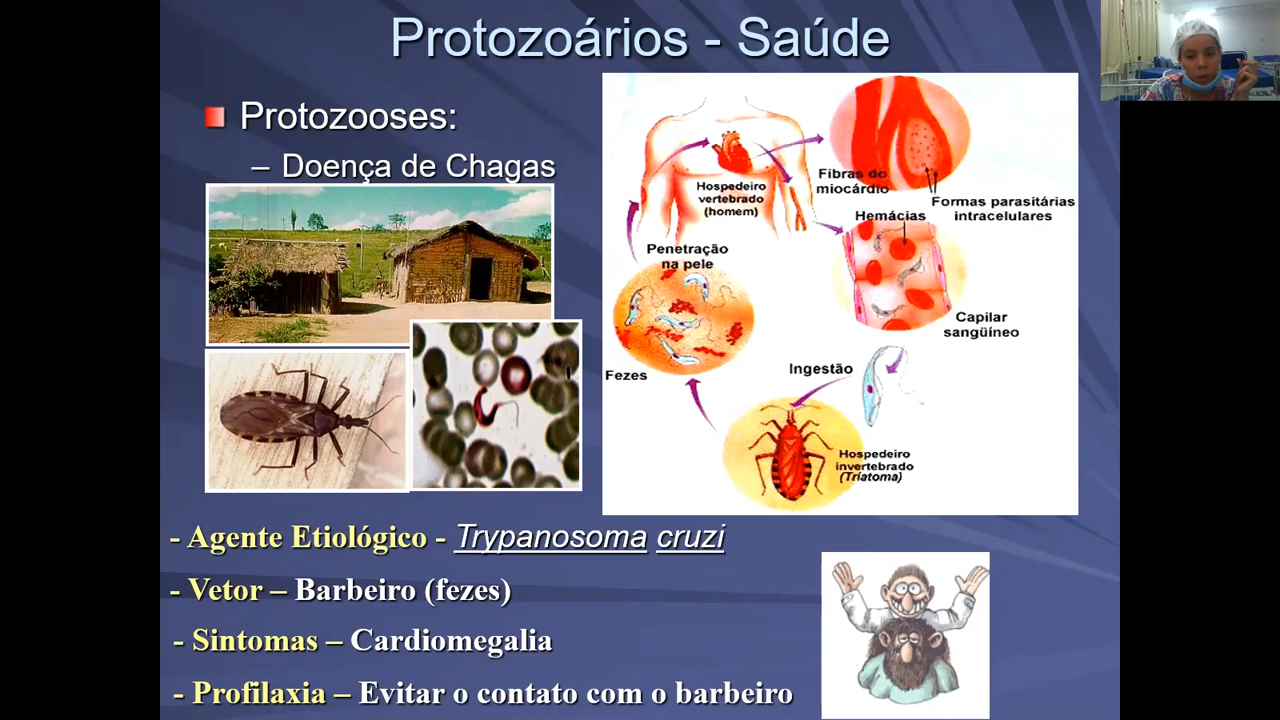 Protozoários - Saúde
Protozooses:
– Doença de Chagas
Hospedeiro
vertebrado
(homem)
Fibras do
miocárdio
Formas parasitárias
intracelulares
Hemácias
Penetração
na pele
Capilar
sangüíneo
Fezes
Ingestão
Hospedeiro
invertebrado
(Triatoma)
- Agente Etiológico - Trypanosoma cruzi
- Vetor – Barbeiro (fezes)
- Sintomas – Cardiomegalia
- Profilaxia – Evitar o contato com o barbeiro